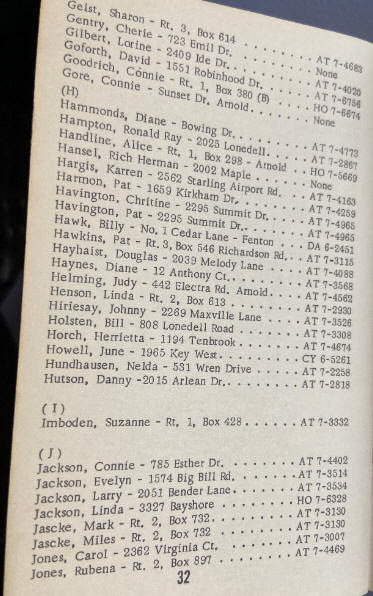 Geist, Sharon - Rt. 3, Box 614 . . . . . . . . AT 7-4683
Gentry, Cherie - 723 Emil Dr. . . . . . . . . None
Gilbert, Lorine - 2409 Ide Dr. . . . . . . . . AT 7-4020
Goforth, David - 1551 Robinhood Dr. . . . . . AT 7-6756
Goodrich, Connie - Rt. 1, Box 380 (B) . . . . HO 7-6674
Gore, Connie - Sunset Dr. Arnold. . . . . . . None
(H)
Hammonds, Diane - Bowing Dr. . . . . . . . . AT 7-4773
Hampton, Ronald Ray - 2025 Lonedell. . . . . AT 7-2867
Handline, Alice - Rt. 1, Box 298 - Arnold . . HO 7-5669
Hansel, Rich Herman - 2002 Maple . . . . . . None
Hargis, Karren - 2562 Starling Airport Rd. . . AT 7-4163
Harmon, Pat - 1659 Kirkham Dr. . . . . . . . AT 7-4259
Havington, Chritine - 2295 Summit Dr. . . . . AT 7-4965
Havington, Pat - 2295 Summit Dr. . . . . . . AT 7-4965
Hawk, Billy - No. 1 Cedar Lane - Fenton . . . DA 6-2451
Hawkins, Pat - Rt. 3, Box 546 Richardson Rd. . . AT 7-3115
Hayhaist, Douglas - 2039 Melody Lane . . . . AT 7-4088
Haynes, Diane - 12 Anthony Ct. . . . . . . . AT 7-3568
Helming, Judy - 442 Electra Rd. Arnold. . . . AT 7-4562
Henson, Linda - Rt. 2, Box 613 . . . . . . . . AT 7-2930
Hiriesay, Johnny - 2269 Maxville Lane . . . . AT 7-3526
Holsten, Bill - 808 Lonedell Road . . . . . . . AT 7-3308
Horch, Herrietta - 1194 Tenbrook . . . . . . . AT 7-4674
Howell, June - 1965 Key West. . . . . . . . . CY 6-5261
Hundhausen, Nelda - 531 Wren Drive . . . . . AT 7-2258
Hutson, Danny -2015 Arlean Dr. . . . . . . . . AT 7-2818
( I )
Imboden, Suzanne - Rt. 1, Box 428 . . . . . . AT 7-3332
( J )
Jackson, Connie - 785 Esther Dr. . . . . . . . AT 7-4402
Jackson, Evelyn - 1574 Big Bill Rd. . . . . . . AT 7-3514
Jackson, Larry - 2051 Bender Lane. . . . . . . AT 7-3534
Jackson, Linda - 3327 Bayshore . . . . . . . . HO 7-6328
Jascke, Mark - Rt. 2, Box 732. . . . . . . . . AT 7-3130
Jascke, Miles - Rt. 2, Box 732 . . . . . . . . AT 7-3130
Jones, Carol - 2362 Virginia Ct. . . . . . . . AT 7-3007
Jones, Rubena - Rt. 2, Box 897 . . . . . . . . AT 7-4469
32